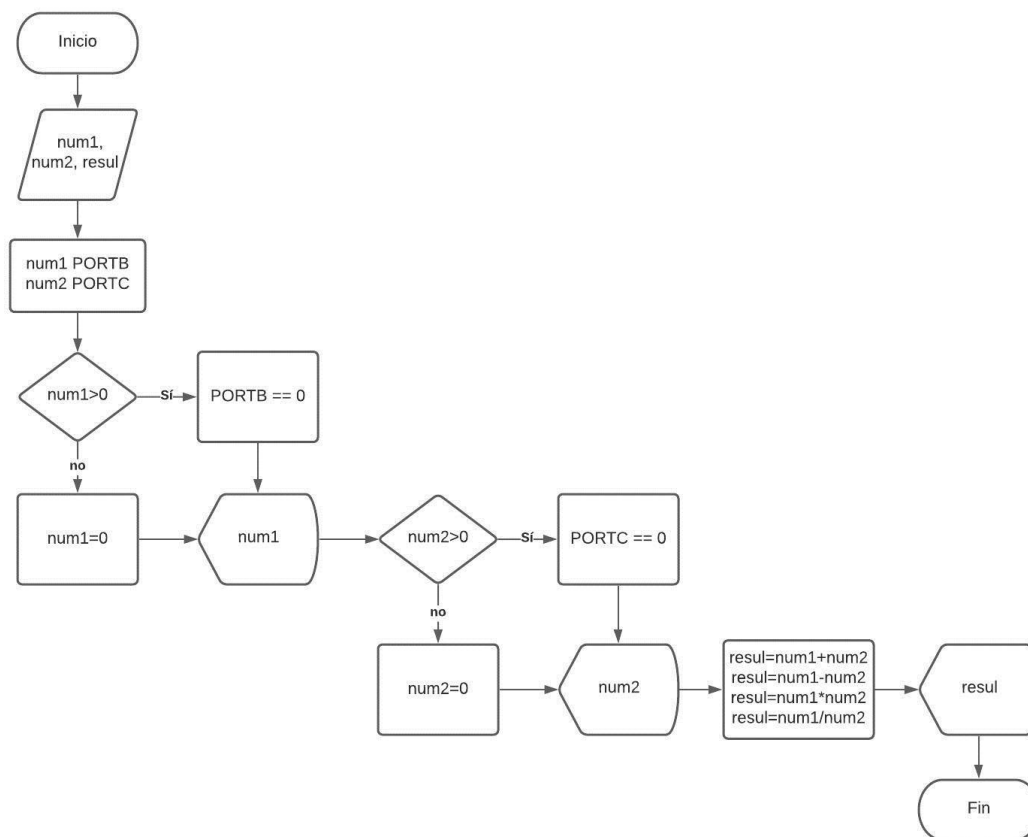 Inicio
num1,
num2, resul
num1 PORTB
num2 PORTC
num1>0
Sí
PORTB == 0
no
num1=0
num1
num2>0
Sí
PORTC == 0
no
num2=0
num2
resul=num1+num2
resul=num1-num2
resul=num1*num2
resul=num1/num2
resul
Fin